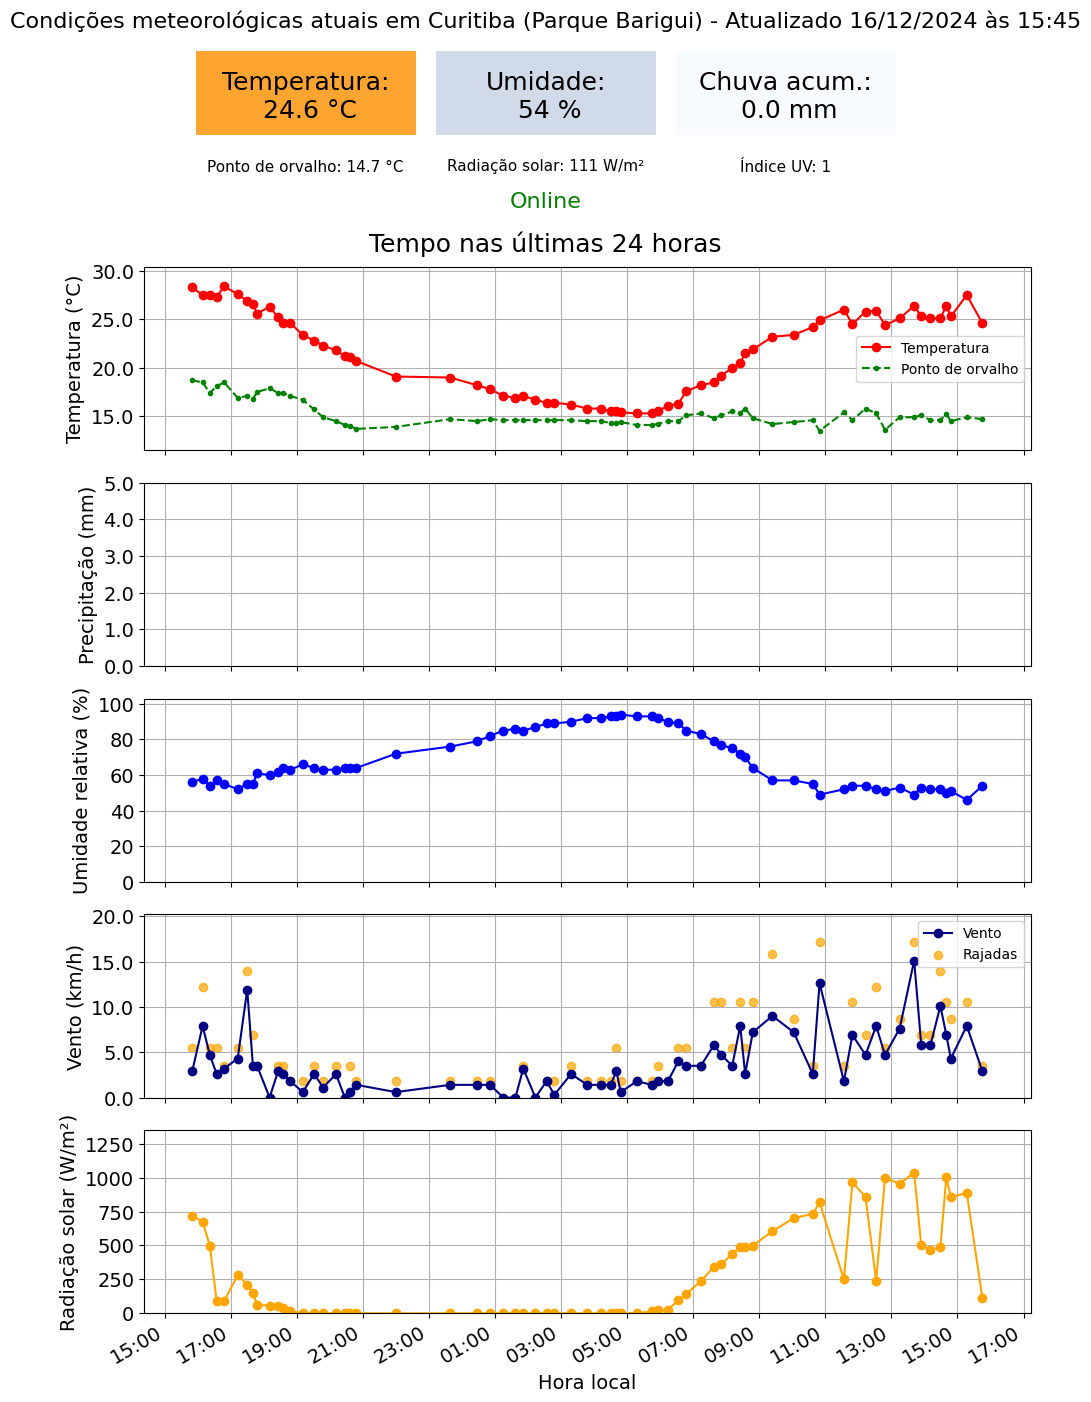 Condições meteorológicas atuais em Curitiba (Parque Barigui) - Atualizado 16/12/2024 às 15:45
Temperatura:
24.6 °C
Umidade:
54 %
Chuva acum.:
0.0 mm
Ponto de orvalho: 14.7 °C
Radiação solar: 111 W/m²
Índice UV: 1
Online
Tempo nas últimas 24 horas
Temperatura (°C)
30.0
25.0
20.0
15.0
Temperatura
Ponto de orvalho
Precipitação (mm)
5.0
4.0
3.0
2.0
1.0
0.0
Umidade relativa (%)
100
80
60
40
20
0
Vento (km/h)
20.0
15.0
10.0
5.0
0.0
Vento
Rajadas
Radiação solar (W/m²)
1250
1000
750
500
250
0
15:00
17:00
19:00
21:00
23:00
01:00
03:00
05:00
07:00
09:00
11:00
13:00
15:00
17:00
Hora local